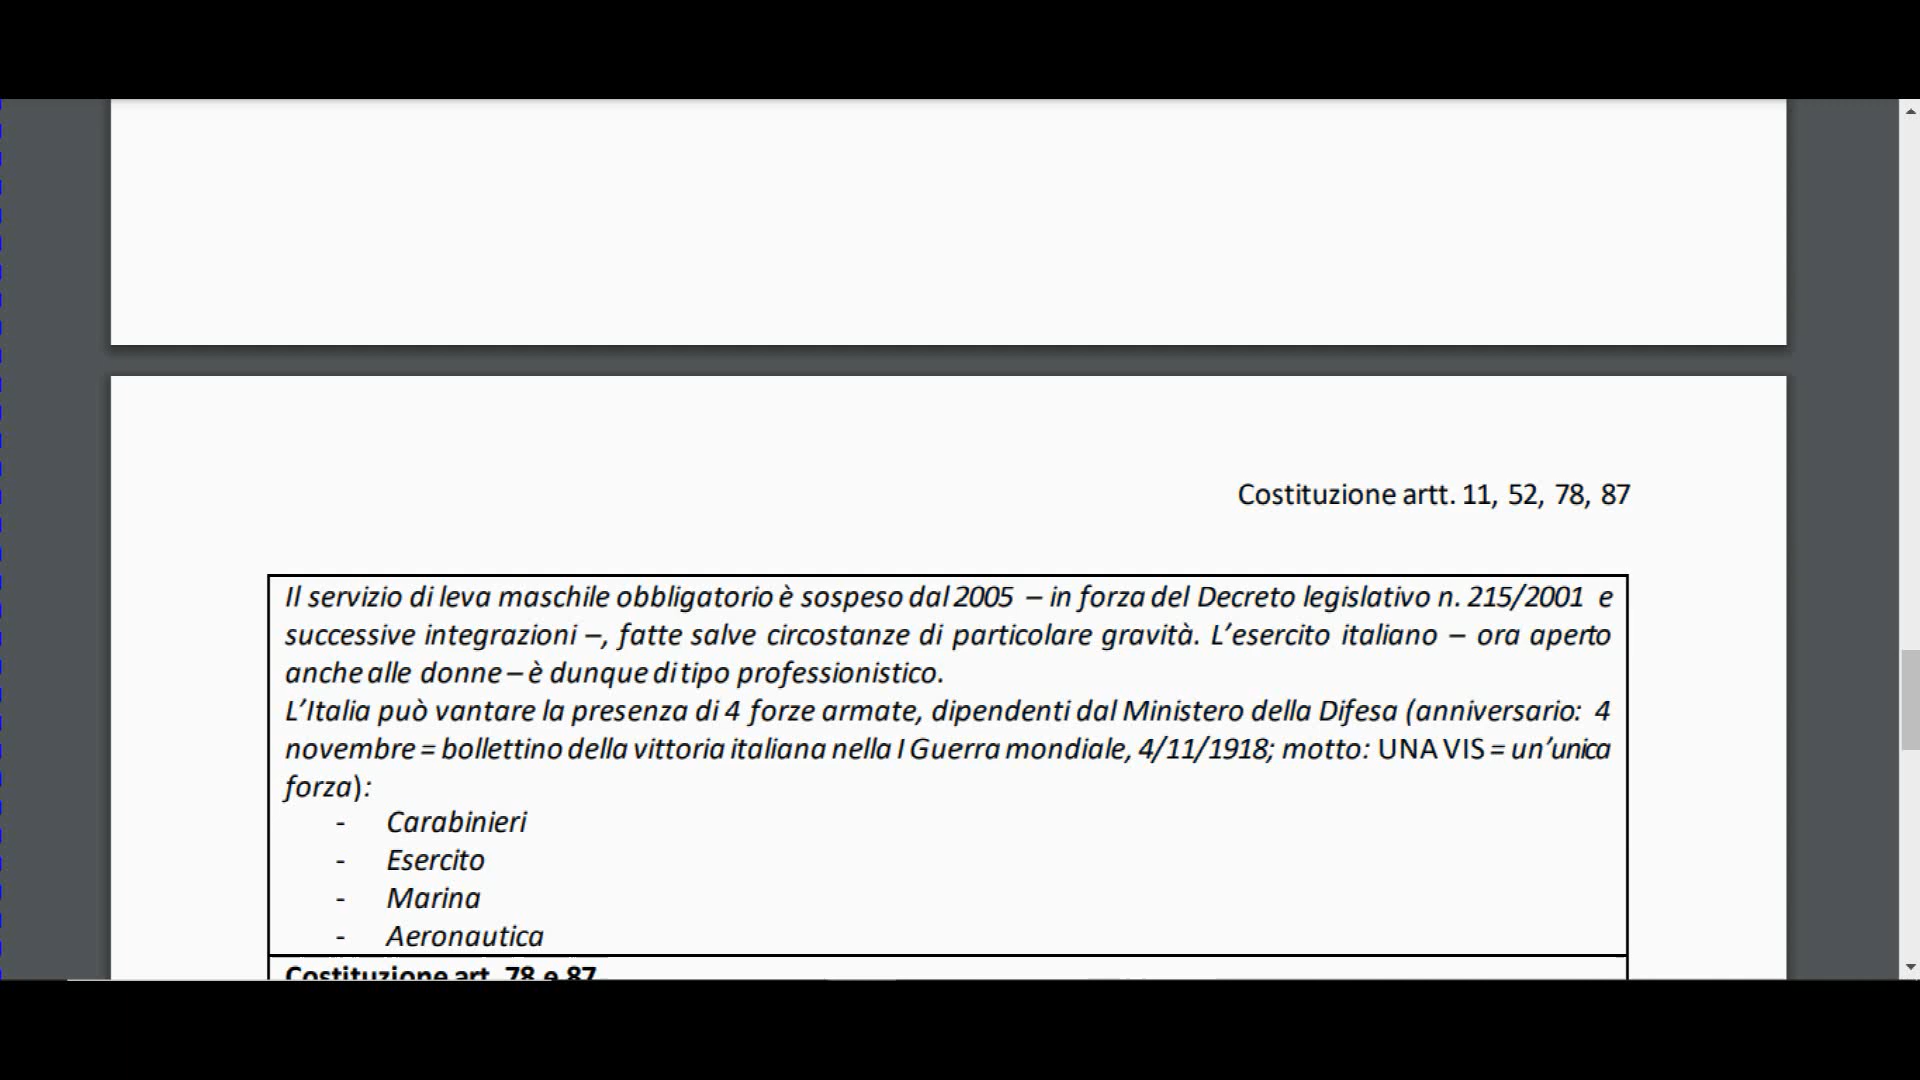 Costituzione artt. 11, 52, 78, 87
Il servizio di leva maschile obbligatorio è sospeso dal 2005 – in forza del Decreto legislativo n. 215/2001 e
successive integrazioni –, fatte salve circostanze di particolare gravità. L’esercito italiano – ora aperto
anche alle donne – è dunque di tipo professionistico.
L’Italia può vantare la presenza di 4 forze armate, dipendenti dal Ministero della Difesa (anniversario: 4
novembre = bollettino della vittoria italiana nella I Guerra mondiale, 4/11/1918; motto: UNA VIS = un’unica
forza):
- Carabinieri
- Esercito
- Marina
- Aeronautica
Costituzione art. 78 e 87